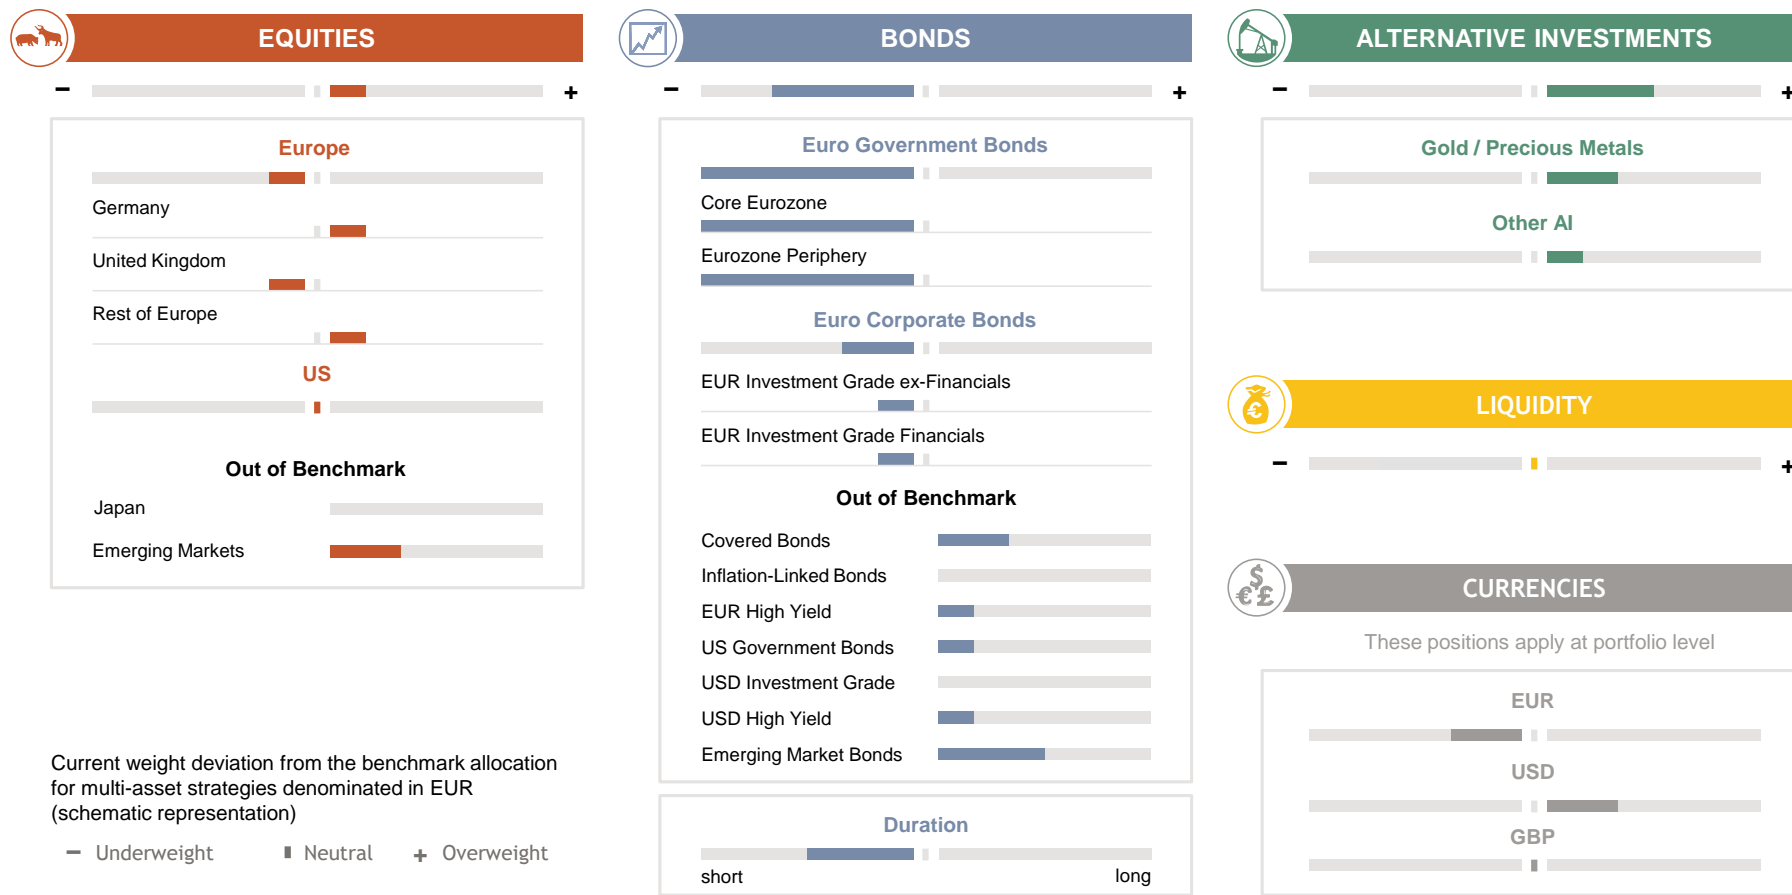 EQUITIES
− +
Europe
Germany
United Kingdom
Rest of Europe
US
Out of Benchmark
Japan
Emerging Markets
Current weight deviation from the benchmark allocation
for multi-asset strategies denominated in EUR
(schematic representation)
− Underweight Neutral + Overweight
BONDS
− +
Euro Government Bonds
Core Eurozone
Eurozone Periphery
Euro Corporate Bonds
EUR Investment Grade ex-Financials
EUR Investment Grade Financials
Out of Benchmark
Covered Bonds
Inflation-Linked Bonds
EUR High Yield
US Government Bonds
USD Investment Grade
USD High Yield
Emerging Market Bonds
Duration
short long
ALTERNATIVE INVESTMENTS
− +
Gold / Precious Metals
Other AI
€
LIQUIDITY
− +
$
€ £
CURRENCIES
These positions apply at portfolio level
EUR
USD
GBP